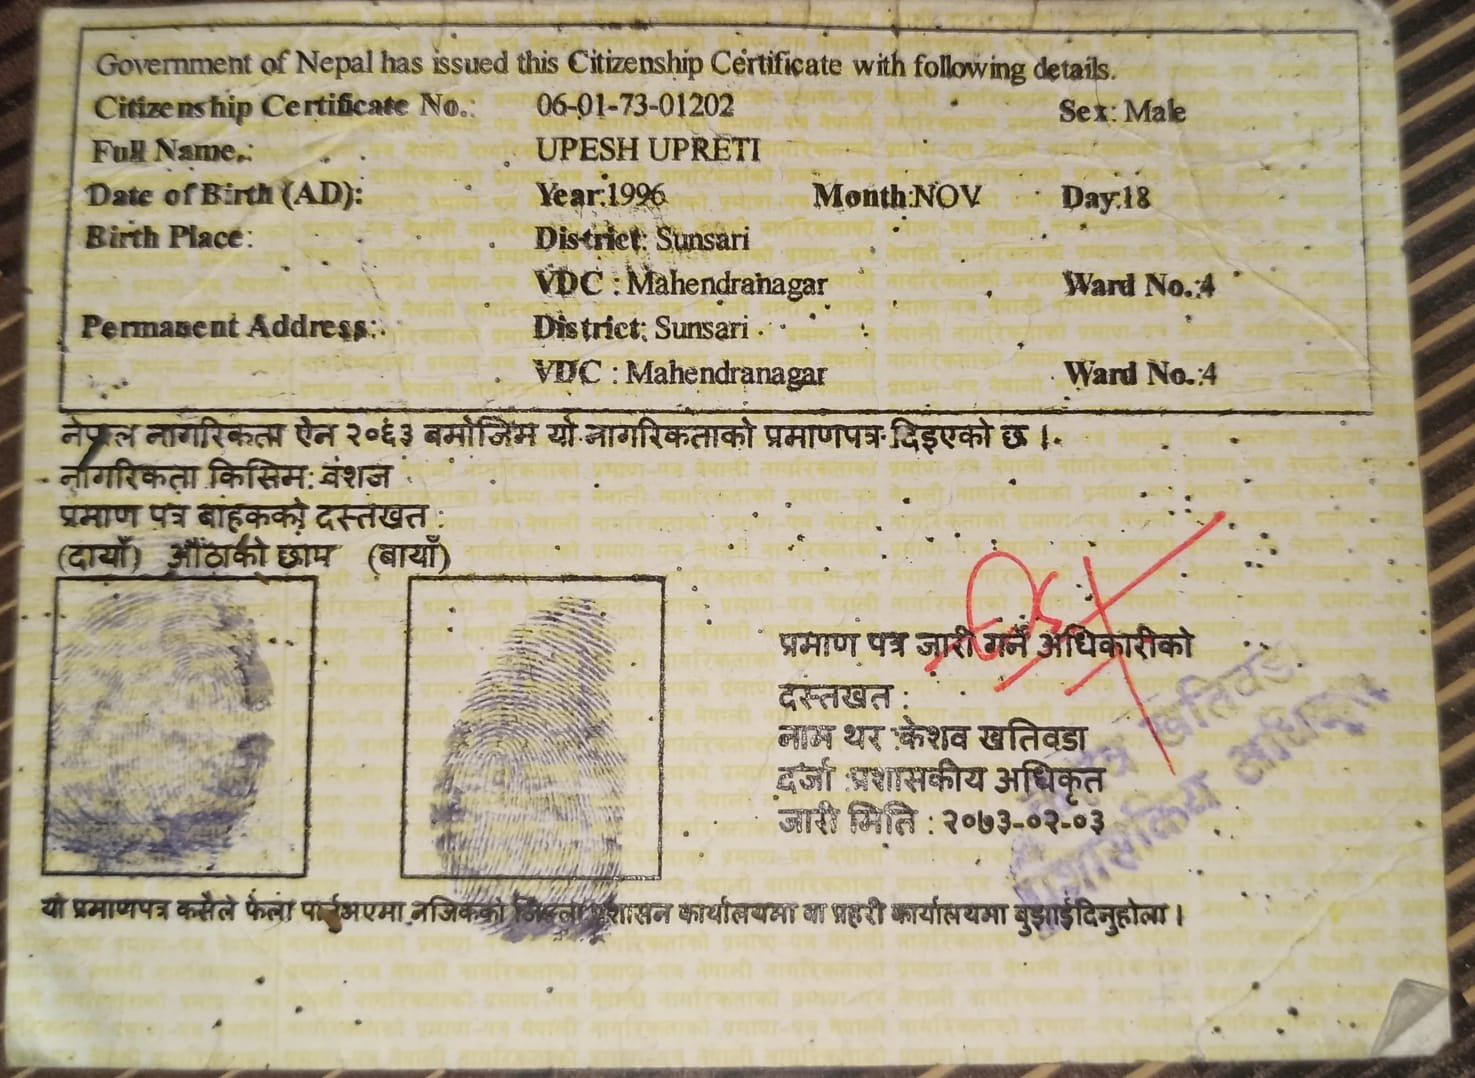 Government of Nepal has issued this Citizenship Certificate with following details.
Citizenship Certificate No.: 06-01-73-01202 Sex: Male
Full Name.: UPESH UPRETI
Date of Birth (AD): Year:1996 Month:NOV Day:18
Birth Place: District: Sunsari
VDC : Mahendranagar Ward No.:4
Permanent Address: District: Sunsari
VDC : Mahendranagar Ward No.:4
नेपाल नागरिकता ऐन २०६३ बमोजिम यो नागरिकताको प्रमाणपत्र दिइएको छ ।
नागरिकता किसिम: वंशज
प्रमाण पत्र बाहकको दस्तखत :
(दायाँ) औंठाको छाप (बायाँ)
प्रमाण पत्र जारी गर्ने अधिकारीको
दस्तखत :
नाम थर :केशव खतिवडा
दर्जा :प्रशासकीय अधिकृत
जारी मिति : २०७३-०२-०३
खतिवडा
प्रशासकिय अधिकृत
यो प्रमाणपत्र कसैले फेला पारी नजिकको जिल्ला प्रशासन कार्यालयमा वा प्रहरी कार्यालयमा बुझाईदिनुहोला ।